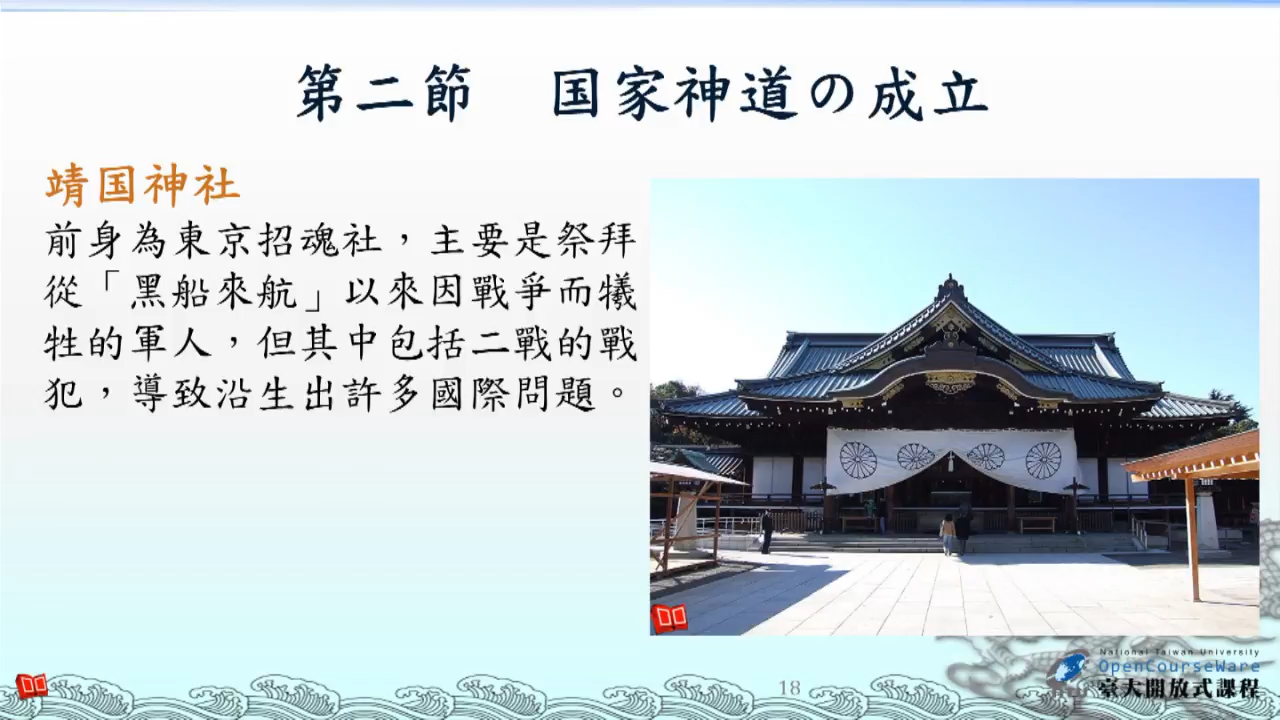 第二節　国家神道の成立
靖国神社
前身為東京招魂社，主要是祭拜
從「黑船來航」以來因戰爭而犧
牲的軍人，但其中包括二戰的戰
犯，導致沿生出許多國際問題。
18
National Taiwan University
OpenCourseWare
臺大開放式課程